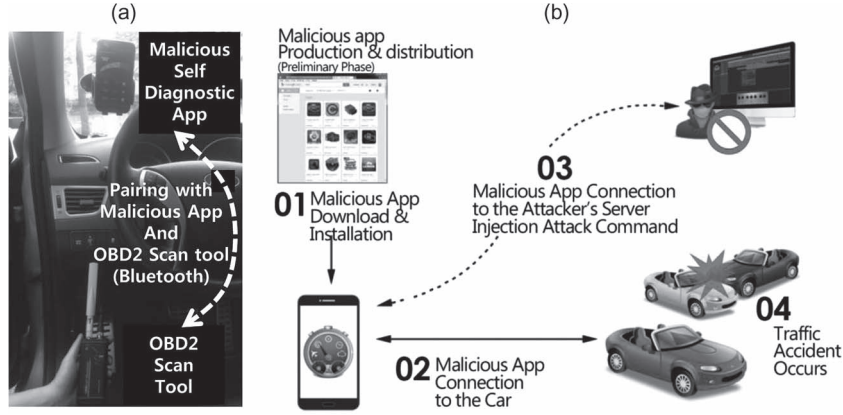 (a)
Malicious
Self
Diagnostic
App
Pairing with
Malicious App
And
OBD2 Scan tool
(Bluetooth)
OBD2
Scan
Tool
(b)
Malicious app
Production & distribution
(Preliminary Phase)
01 Malicious App
Download &
Installation
03
Malicious App Connection
to the Attacker's Server
Injection Attack Command
02 Malicious App
Connection
to the Car
04
Traffic
Accident
Occurs